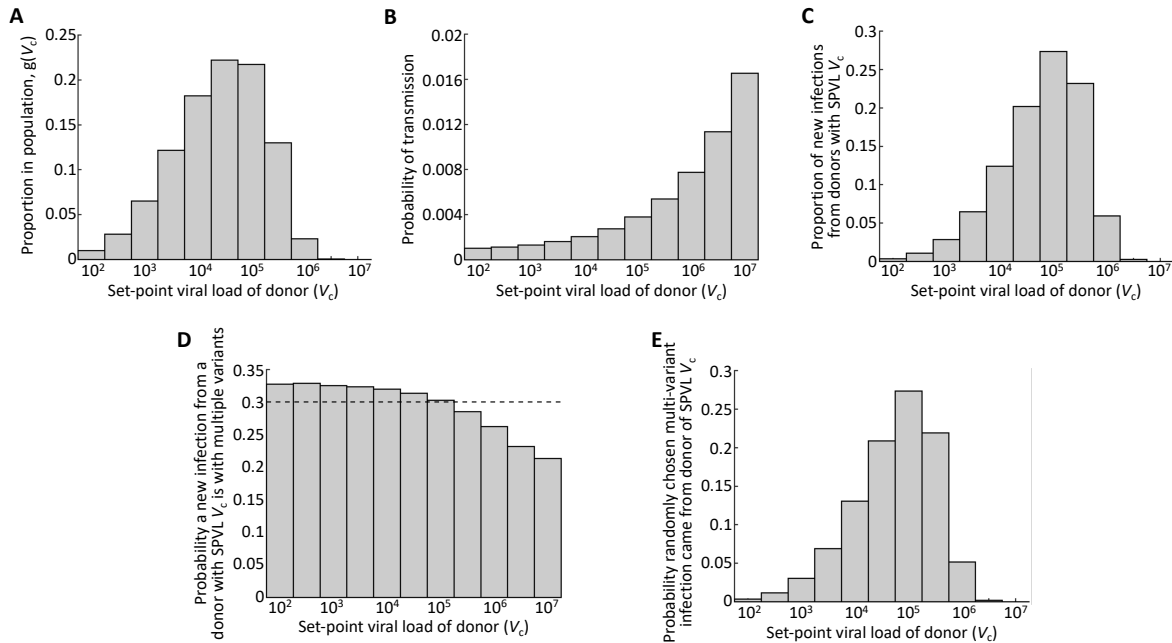 A
Proportion in population, g(Vc)
0.25
0.2
0.15
0.1
0.05
0
10² 10³ 10⁴ 10⁵ 10⁶ 10⁷
Set-point viral load of donor (Vc)
B
Probability of transmission
0.02
0.016
0.012
0.008
0.004
0
10² 10³ 10⁴ 10⁵ 10⁶ 10⁷
Set-point viral load of donor (Vc)
C
Proportion of new infections
from donors with SPVL Vc
0.3
0.25
0.2
0.15
0.1
0.05
0
10² 10³ 10⁴ 10⁵ 10⁶ 10⁷
Set-point viral load of donor (Vc)
D
Probability a new infection from a
donor with SPVL Vc is with multiple variants
0.35
0.3
0.25
0.2
0.15
0.1
0.05
0
10² 10³ 10⁴ 10⁵ 10⁶ 10⁷
Set-point viral load of donor (Vc)
E
Probability randomly chosen multi-variant
infection came from donor of SPVL Vc
0.3
0.25
0.2
0.15
0.1
0.05
0
10² 10³ 10⁴ 10⁵ 10⁶ 10⁷
Set-point viral load of donor (Vc)